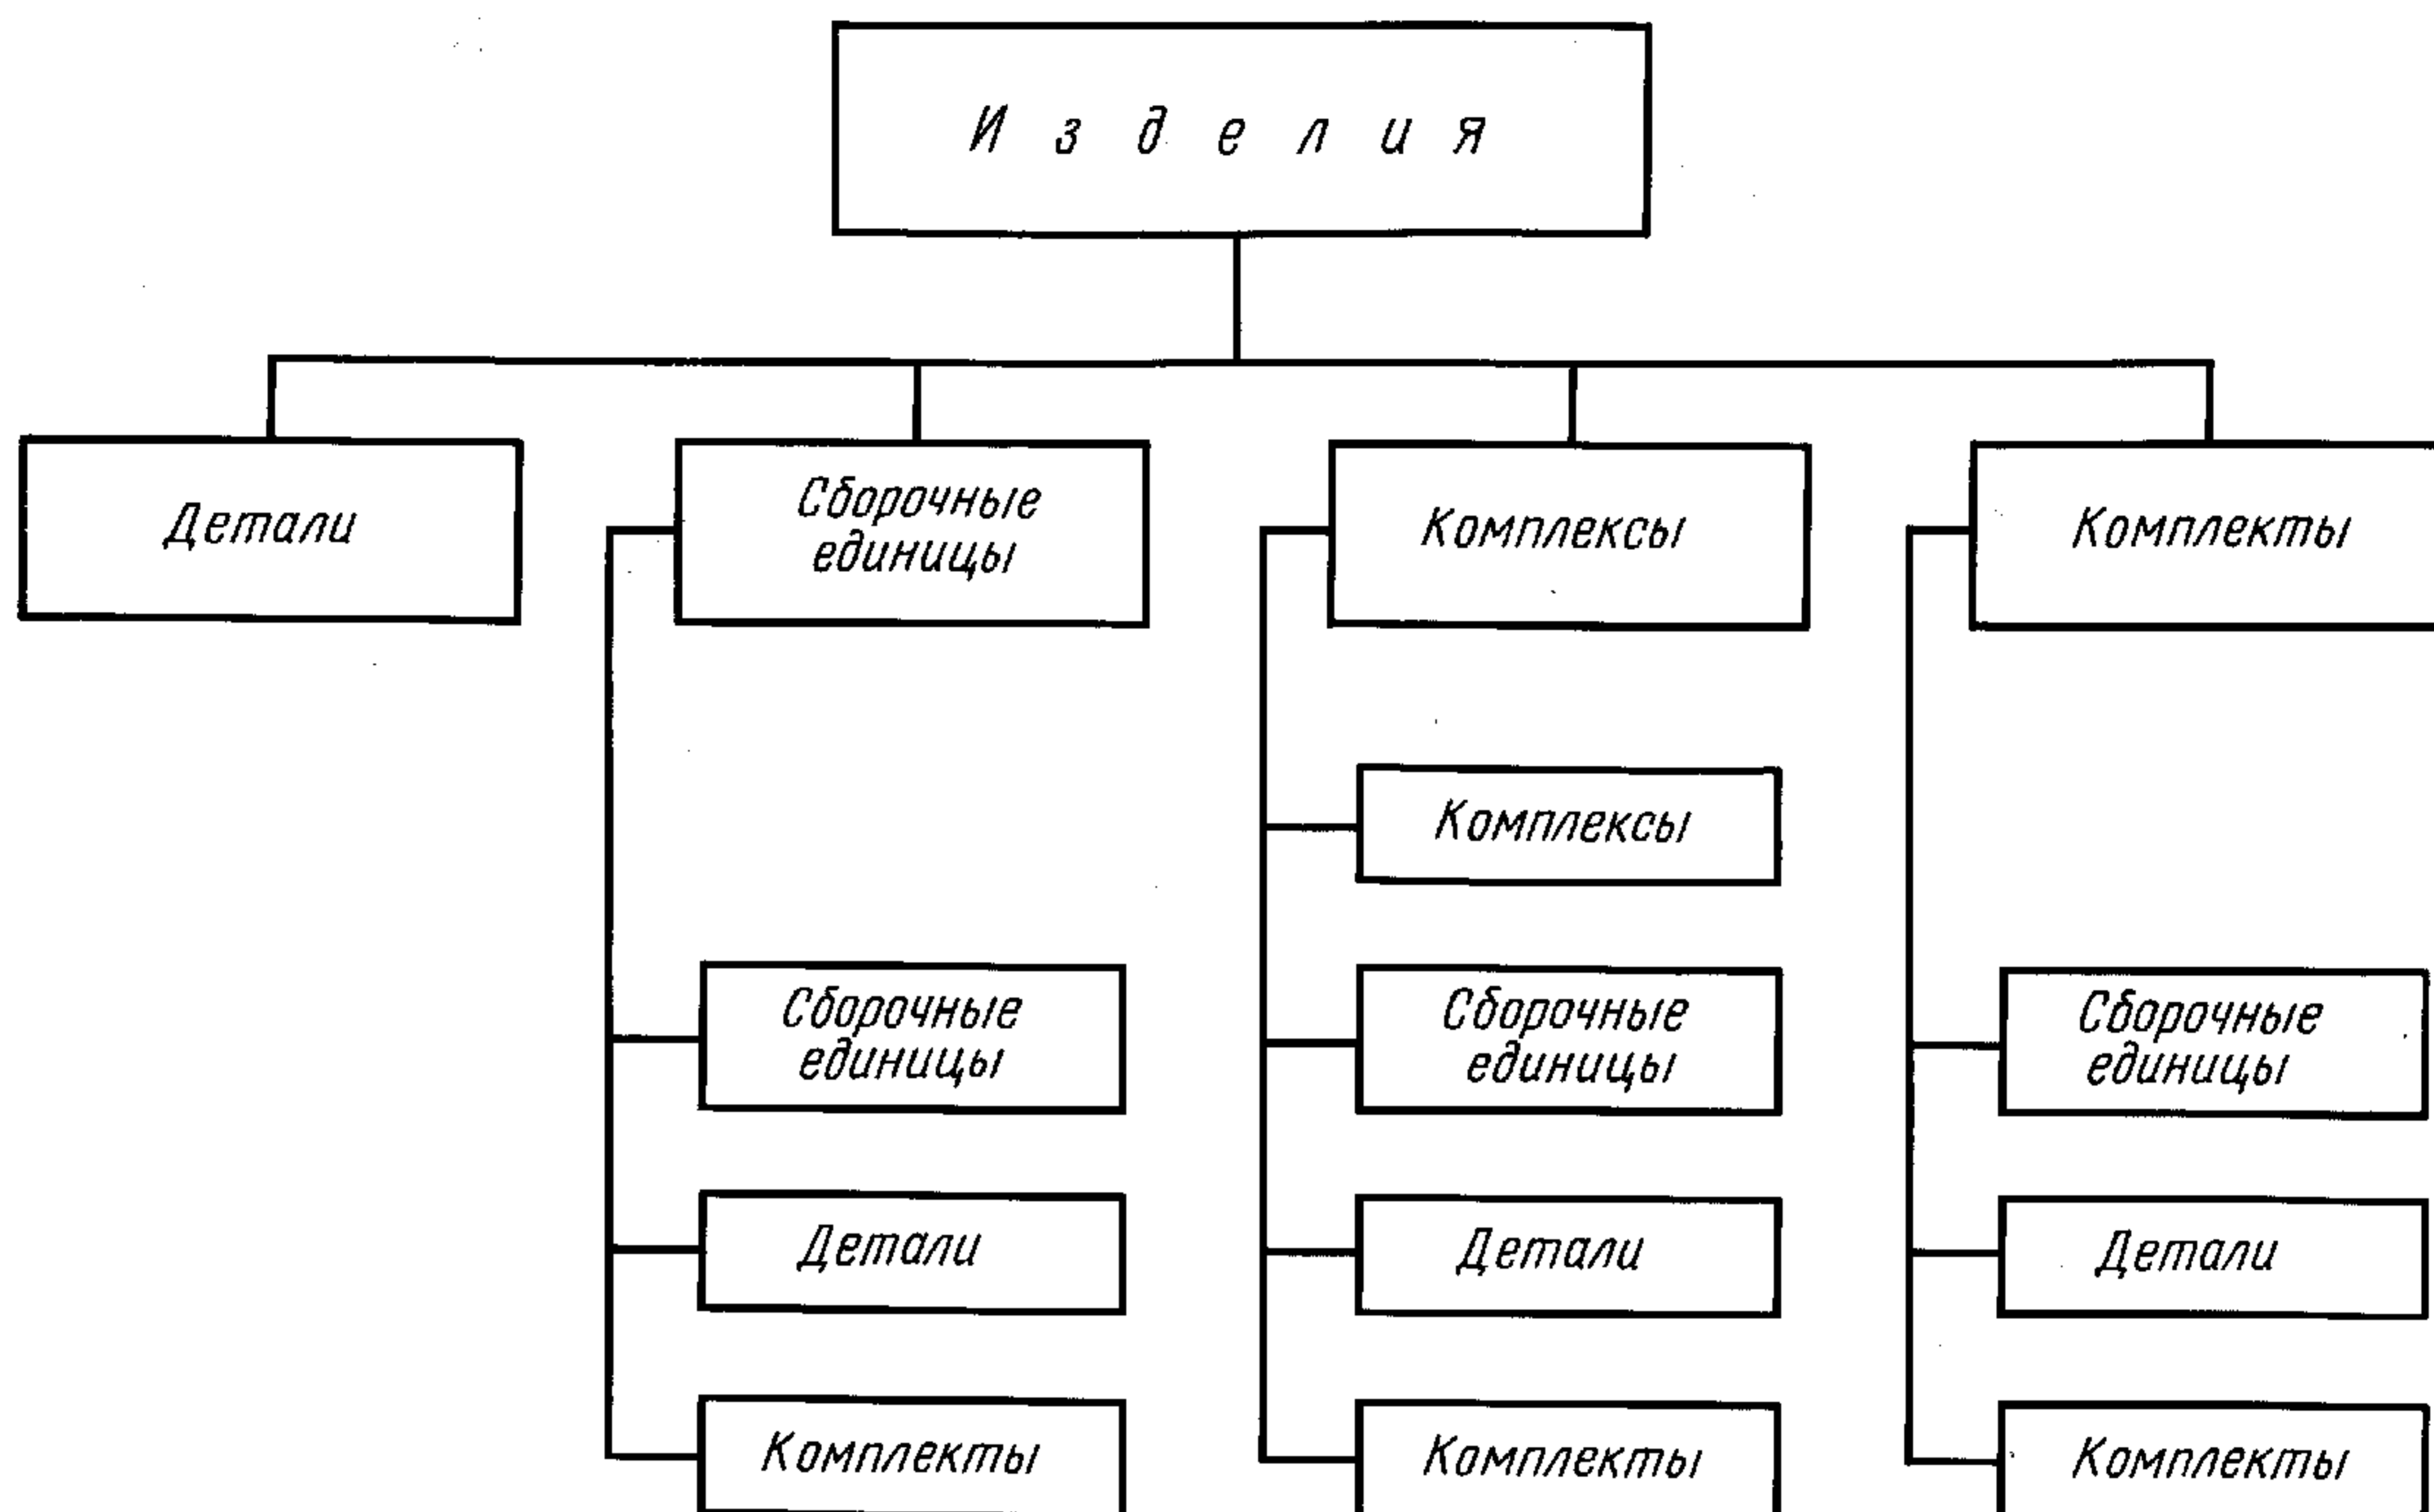 Изделия
Детали
Сборочные
единицы
Комплексы
Комплекты
Комплексы
Сборочные
единицы
Сборочные
единицы
Сборочные
единицы
Детали
Детали
Детали
Комплекты
Комплекты
Комплекты